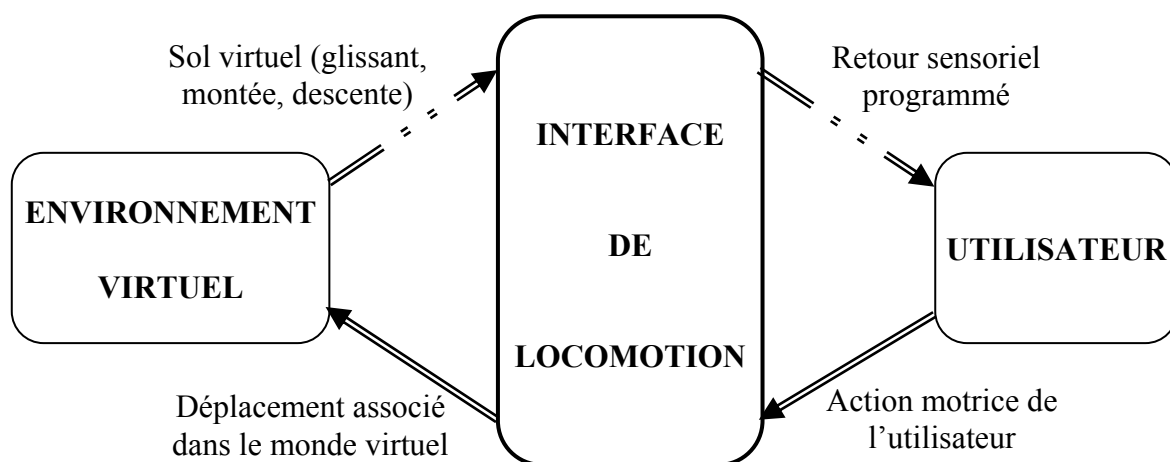 Sol virtuel (glissant,
montée, descente)
Retour sensoriel
programmé
INTERFACE
DE
LOCOMOTION
ENVIRONNEMENT
VIRTUEL
UTILISATEUR
Déplacement associé
dans le monde virtuel
Action motrice de
l’utilisateur